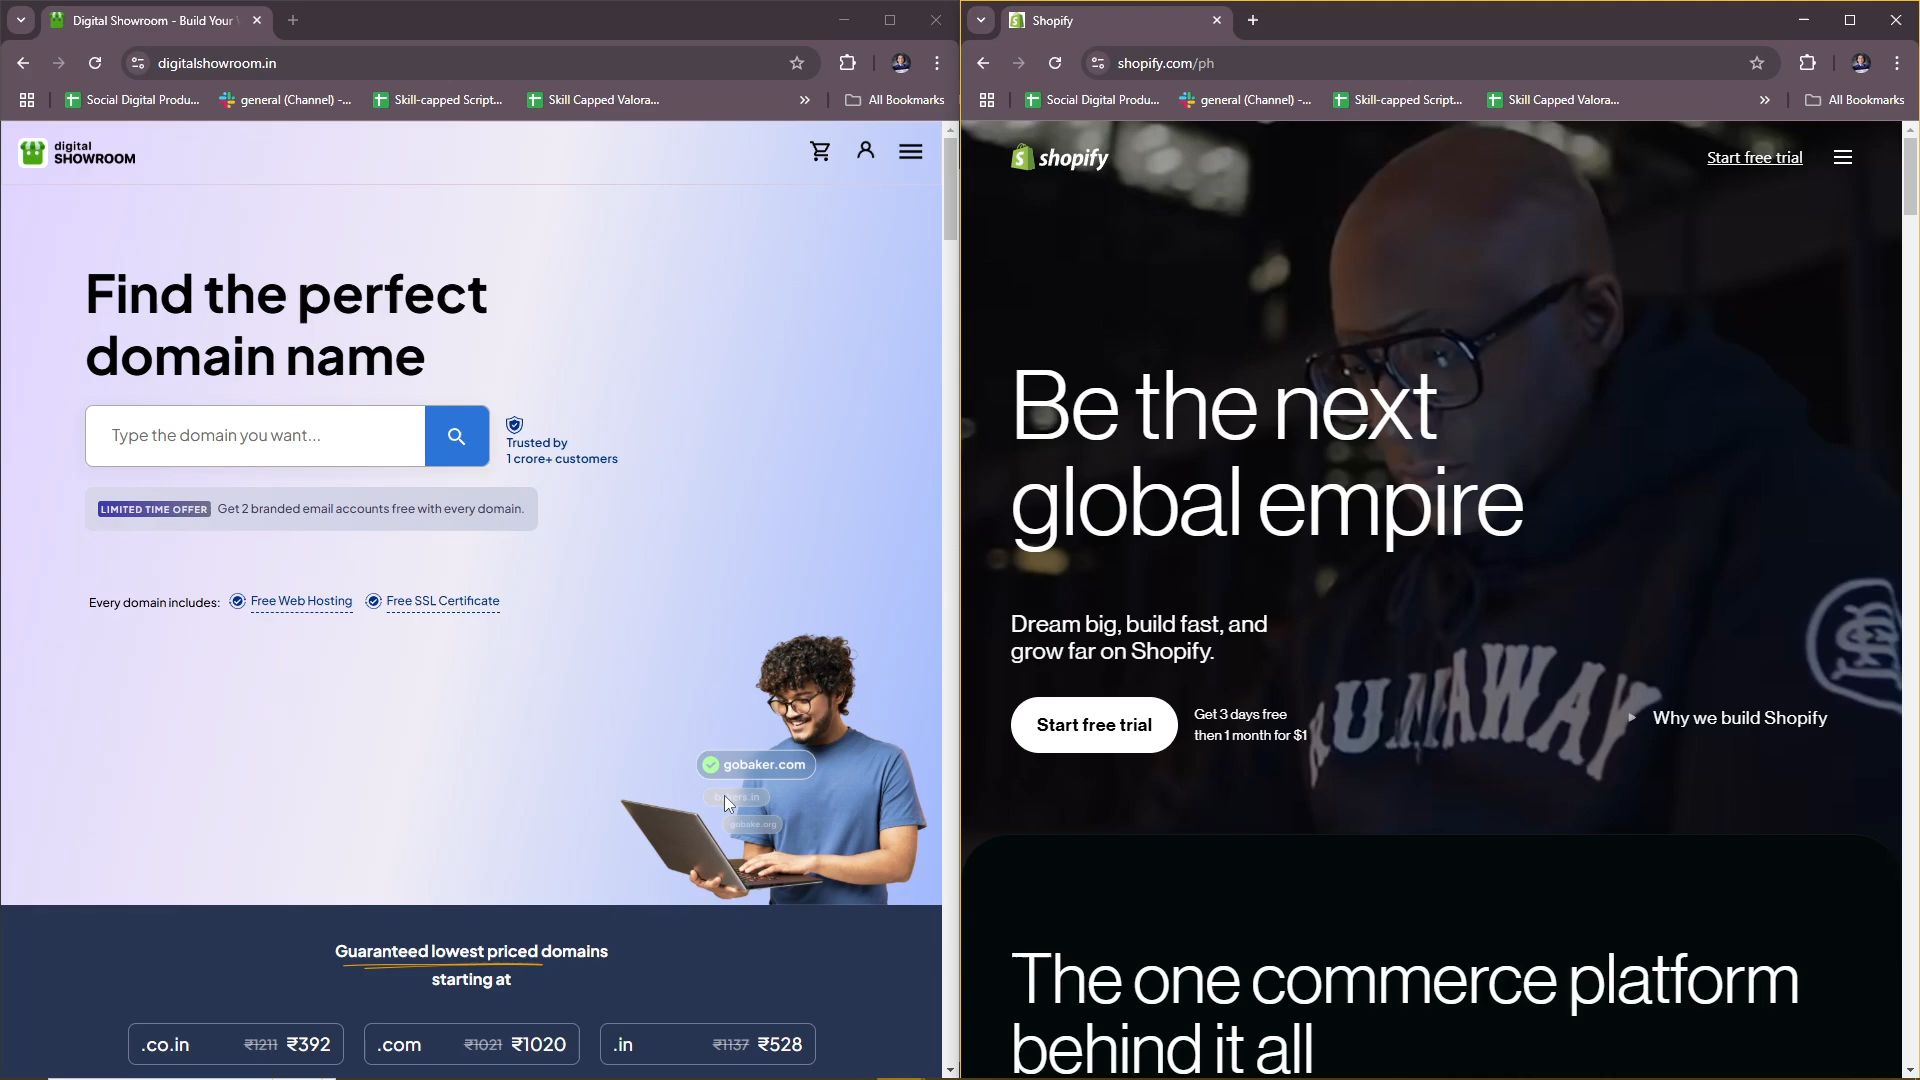 Digital Showroom - Build Your
digitalshowroom.in
Social Digital Produ...
general (Channel) -...
Skill-capped Script...
Skill Capped Valora...
All Bookmarks
digital
SHOWROOM
Find the perfect
domain name
Type the domain you want...
Trusted by
1 crore+ customers
LIMITED TIME OFFER Get 2 branded email accounts free with every domain.
Every domain includes: Free Web Hosting Free SSL Certificate
gobaker.com
gobake.org
Guaranteed lowest priced domains
starting at
.co.in ₹1211 ₹392
.com ₹1021 ₹1020
.in ₹1137 ₹528
Shopify
shopify.com/ph
Social Digital Produ...
general (Channel) -...
Skill-capped Script...
Skill Capped Valora...
All Bookmarks
shopify
Start free trial
Be the next
global empire
Dream big, build fast, and
grow far on Shopify.
Start free trial
Get 3 days free
then 1 month for $1
Why we build Shopify
RUNAWAY
The one commerce platform
behind it all